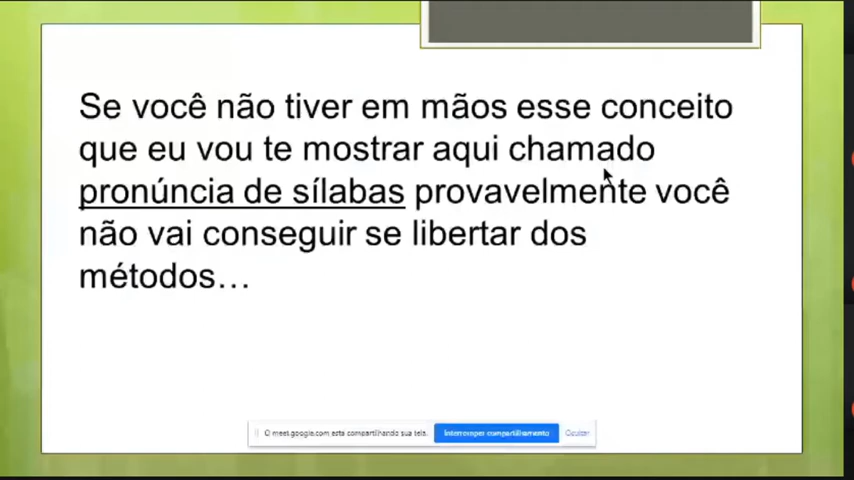 Se você não tiver em mãos esse conceito
que eu vou te mostrar aqui chamado
pronúncia de sílabas provavelmente você
não vai conseguir se libertar dos
métodos…
O meet.google.com está compartilhando sua tela. Interromper compartilhamento Ocultar